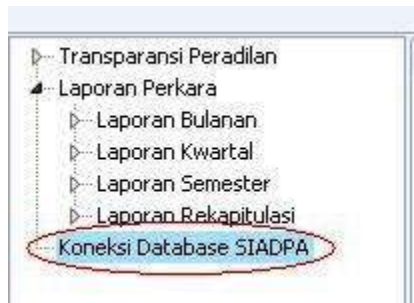 Transparansi Peradilan
Laporan Perkara
Laporan Bulanan
Laporan Kwartal
Laporan Semester
Laporan Rekapitulasi
Koneksi Database SIADPA